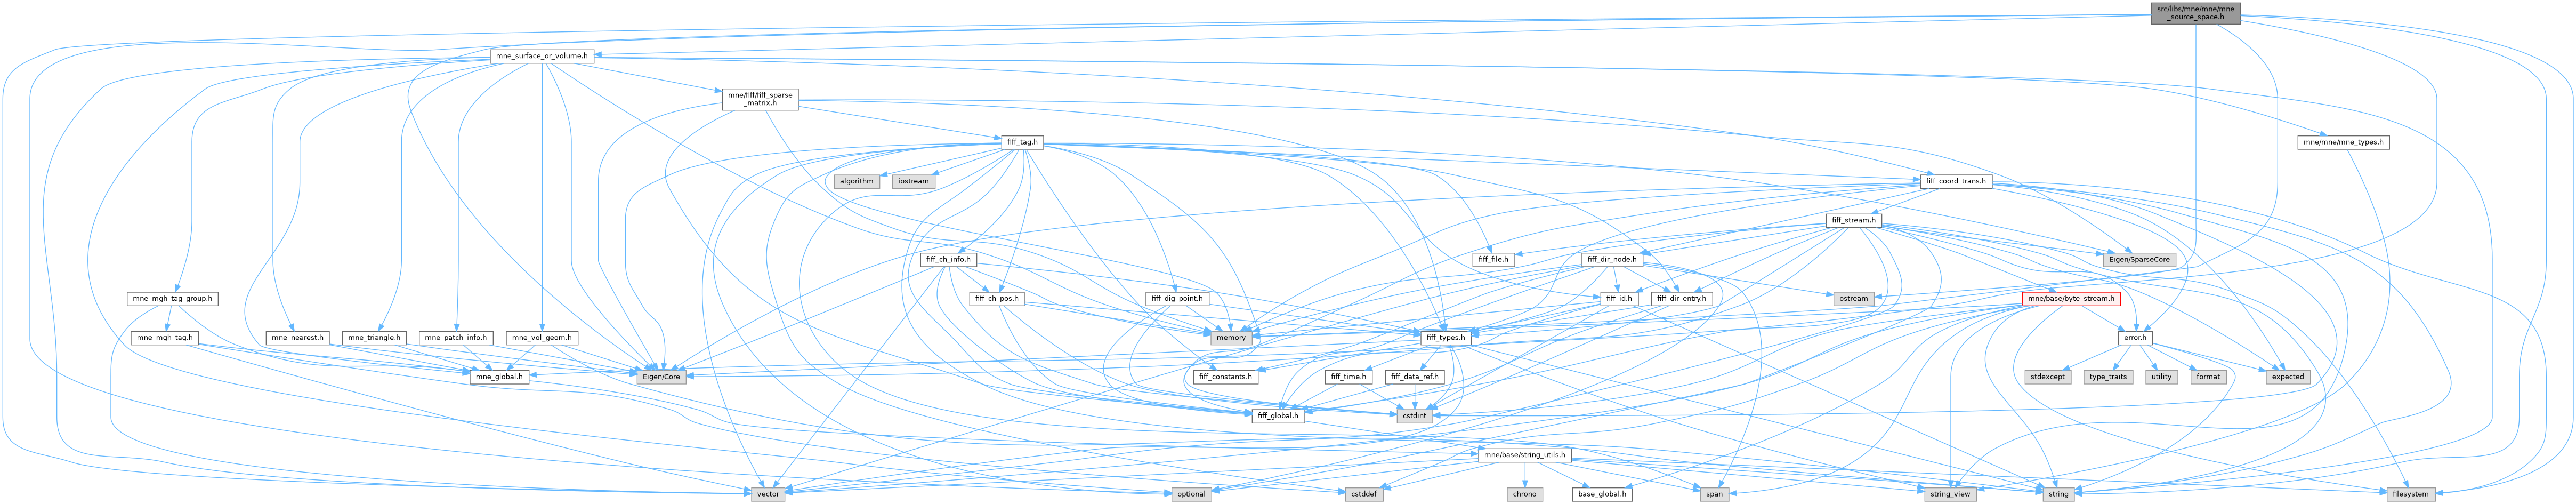 src/libs/mne/mne/mne
_source_space.h
mne_surface_or_volume.h
mne/fiff/fiff_sparse
_matrix.h
fiff_tag.h
mne/mne/mne_types.h
algorithm
iostream
fiff_coord_trans.h
fiff_stream.h
fiff_ch_info.h
fiff_file.h
fiff_dir_node.h
Eigen/SparseCore
mne_mgh_tag_group.h
fiff_ch_pos.h
fiff_dig_point.h
fiff_id.h
fiff_dir_entry.h
ostream
mne/base/byte_stream.h
mne_mgh_tag.h
mne_nearest.h
mne_triangle.h
mne_patch_info.h
mne_vol_geom.h
memory
fiff_types.h
error.h
mne_global.h
Eigen/Core
fiff_constants.h
fiff_time.h
fiff_data_ref.h
stdexcept
type_traits
utility
format
expected
fiff_global.h
cstdint
mne/base/string_utils.h
vector
optional
cstddef
chrono
base_global.h
span
string_view
string
filesystem